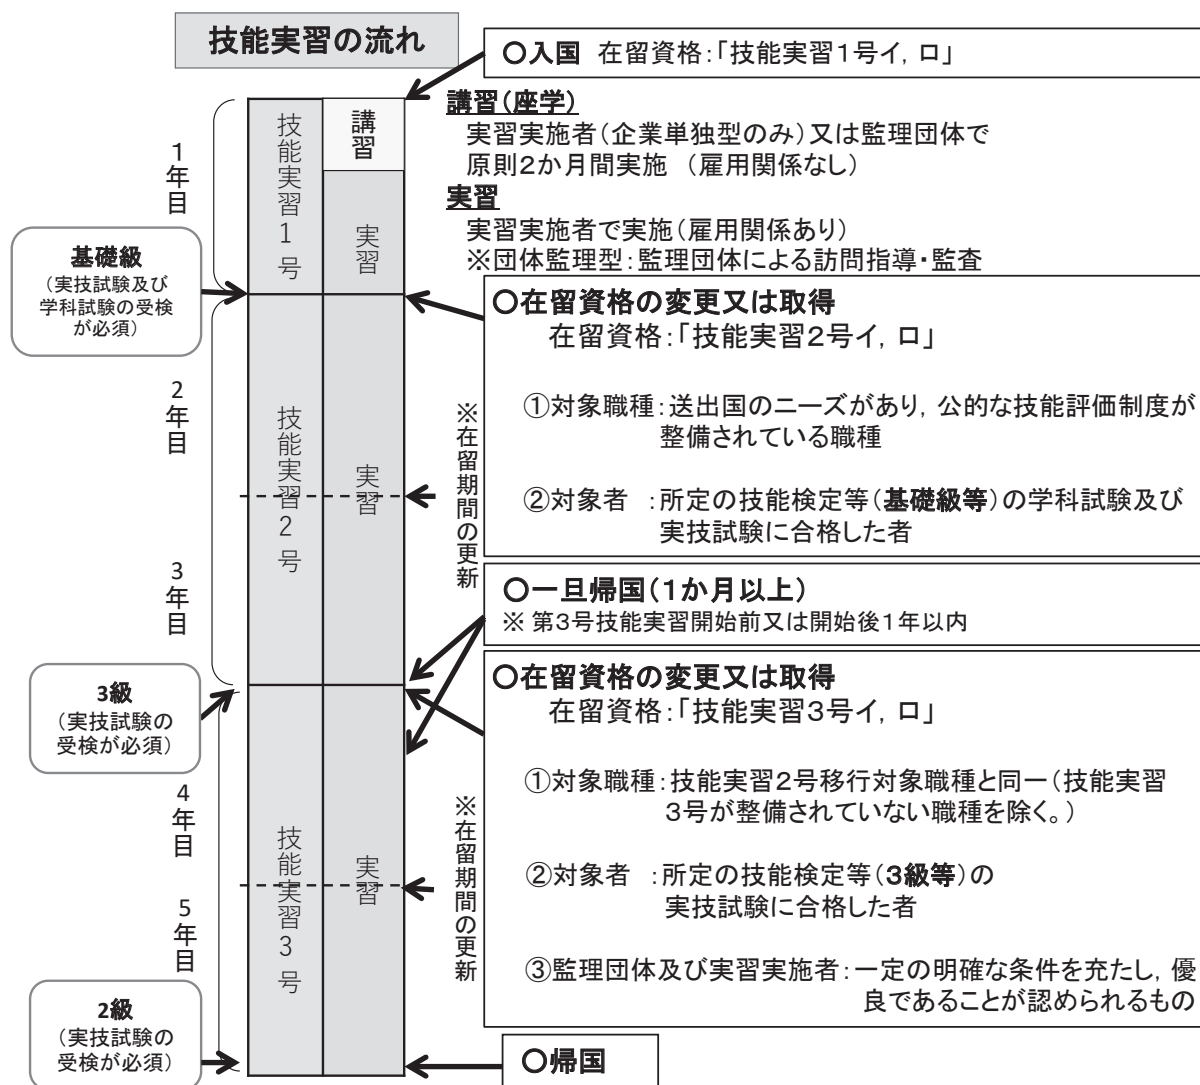 技能実習の流れ
〇入国 在留資格:「技能実習1号イ, ロ」
講習(座学)
実習実施者(企業単独型のみ)又は監理団体で
原則2か月間実施 (雇用関係なし)
実習
実習実施者で実施(雇用関係あり)
※団体監理型:監理団体による訪問指導・監査
1年目
技能実習1号
講習
実習
基礎級
(実技試験及び
学科試験の受検
が必須)
〇在留資格の変更又は取得
在留資格:「技能実習2号イ, ロ」
①対象職種:送出国のニーズがあり, 公的な技能評価制度が
整備されている職種
②対象者 :所定の技能検定等(基礎級等)の学科試験及び
実技試験に合格した者
2年目
技能実習2号
実習
※在留期間の更新
3年目
〇一旦帰国(1か月以上)
※ 第3号技能実習開始前又は開始後1年以内
3級
(実技試験の
受検が必須)
〇在留資格の変更又は取得
在留資格:「技能実習3号イ, ロ」
①対象職種:技能実習2号移行対象職種と同一(技能実習
3号が整備されていない職種を除く。)
②対象者 :所定の技能検定等(3級等)の
実技試験に合格した者
③監理団体及び実習実施者:一定の明確な条件を充たし, 優
良であることが認められるもの
4年目
技能実習3号
実習
※在留期間の更新
5年目
2級
(実技試験の
受検が必須)
〇帰国